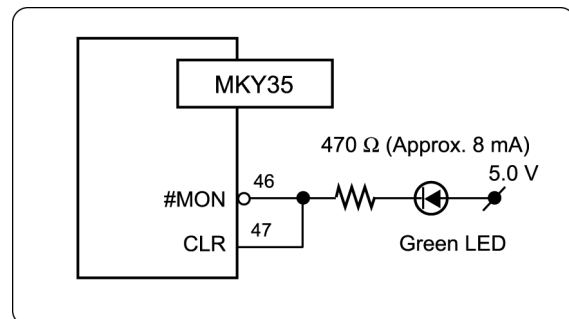 MKY35
470 Ω (Approx. 8 mA)
5.0 V
#MON
46
CLR
47
Green LED